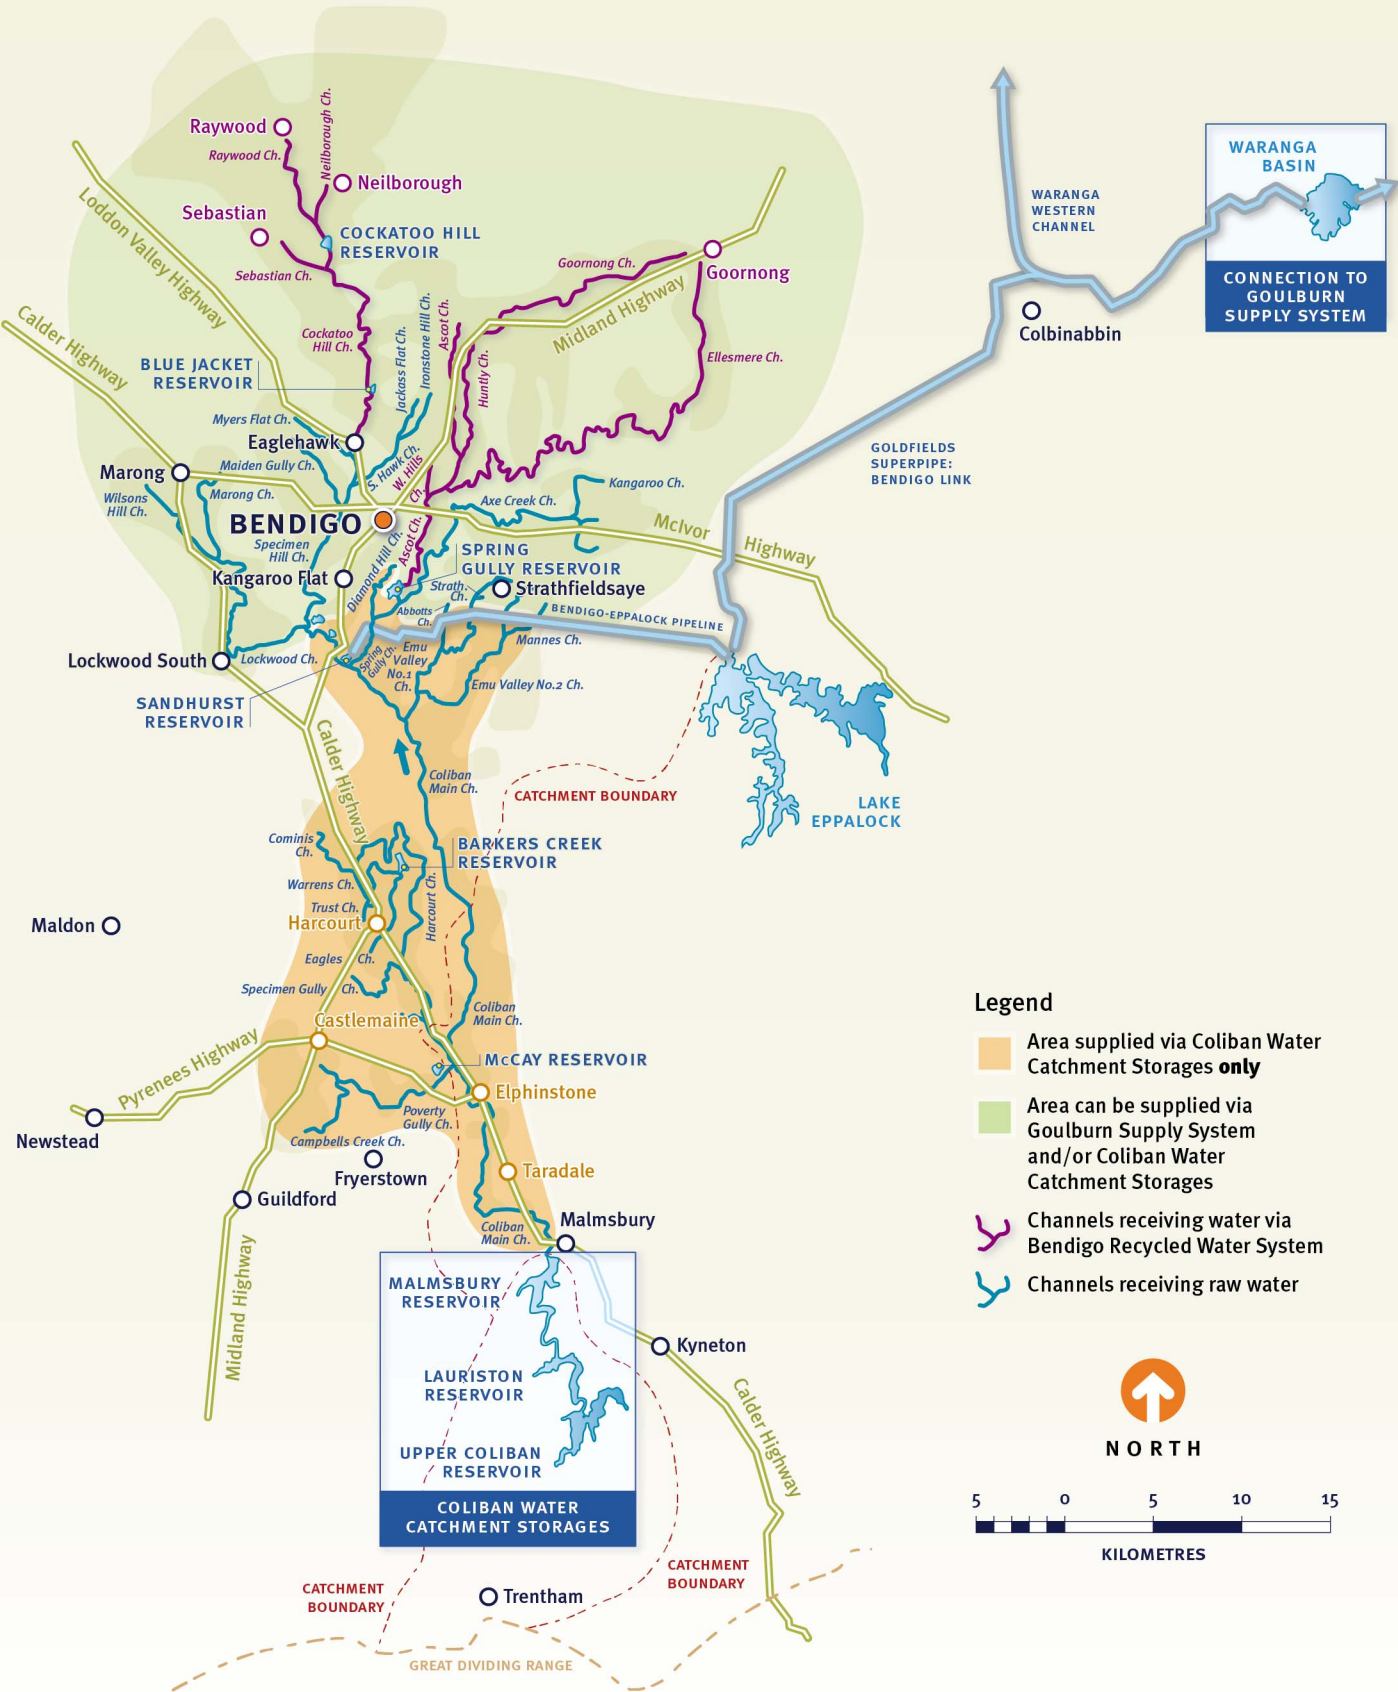 Raywood
Raywood Ch.
Neilborough Ch.
Neilborough
Sebastian
Sebastian Ch.
COCKATOO HILL
RESERVOIR
Loddon Valley Highway
Calder Highway
Cockatoo
Hill Ch.
BLUE JACKET
RESERVOIR
Jackass Flat Ch.
Ironstone Hill Ch.
Ascot Ch.
Huntly Ch.
Goornong Ch.
Goornong
Midland Highway
Ellesmere Ch.
WARANGA
WESTERN
CHANNEL
WARANGA
BASIN
CONNECTION TO
GOULBURN
SUPPLY SYSTEM
Colbinabbin
GOLDFIELDS
SUPERPIPE:
BENDIGO LINK
Myers Flat Ch.
Eaglehawk
Marong
Maiden Gully Ch.
Marong Ch.
Wilsons
Hill Ch.
S. Hawk Ch.
W. Hills
Ch.
BENDIGO
Specimen
Hill Ch.
Kangaroo Flat
Diamond Hill Ch.
Ascot Ch.
Axe Creek Ch.
Kangaroo Ch.
McIvor Highway
SPRING
GULLY RESERVOIR
Strath.
Ch.
Strathfieldsaye
Abbotts
Ch.
BENDIGO-EPPALOCK PIPELINE
Mannes Ch.
Lockwood South
Lockwood Ch.
Spring
Gully Ch.
Emu
Valley
No.1
Ch.
Emu Valley No.2 Ch.
SANDHURST
RESERVOIR
Calder Highway
Coliban
Main Ch.
CATCHMENT BOUNDARY
LAKE
EPPALOCK
Cominis
Ch.
BARKERS CREEK
RESERVOIR
Warrens Ch.
Trust Ch.
Harcourt Ch.
Harcourt
Maldon
Eagles Ch.
Specimen Gully Ch.
Castlemaine
Coliban
Main Ch.
McCAY RESERVOIR
Pyrenees Highway
Elphinstone
Newstead
Poverty
Gully Ch.
Campbells Creek Ch.
Fryerstown
Taradale
Guildford
Midland Highway
Coliban
Main Ch.
Malmsbury
MALMSBURY
RESERVOIR
LAURISTON
RESERVOIR
UPPER COLIBAN
RESERVOIR
COLIBAN WATER
CATCHMENT STORAGES
Kyneton
Calder Highway
CATCHMENT
BOUNDARY
CATCHMENT
BOUNDARY
Trentham
GREAT DIVIDING RANGE
Legend
Area supplied via Coliban Water
Catchment Storages only
Area can be supplied via
Goulburn Supply System
and/or Coliban Water
Catchment Storages
Channels receiving water via
Bendigo Recycled Water System
Channels receiving raw water
NORTH
5 0 5 10 15
KILOMETRES